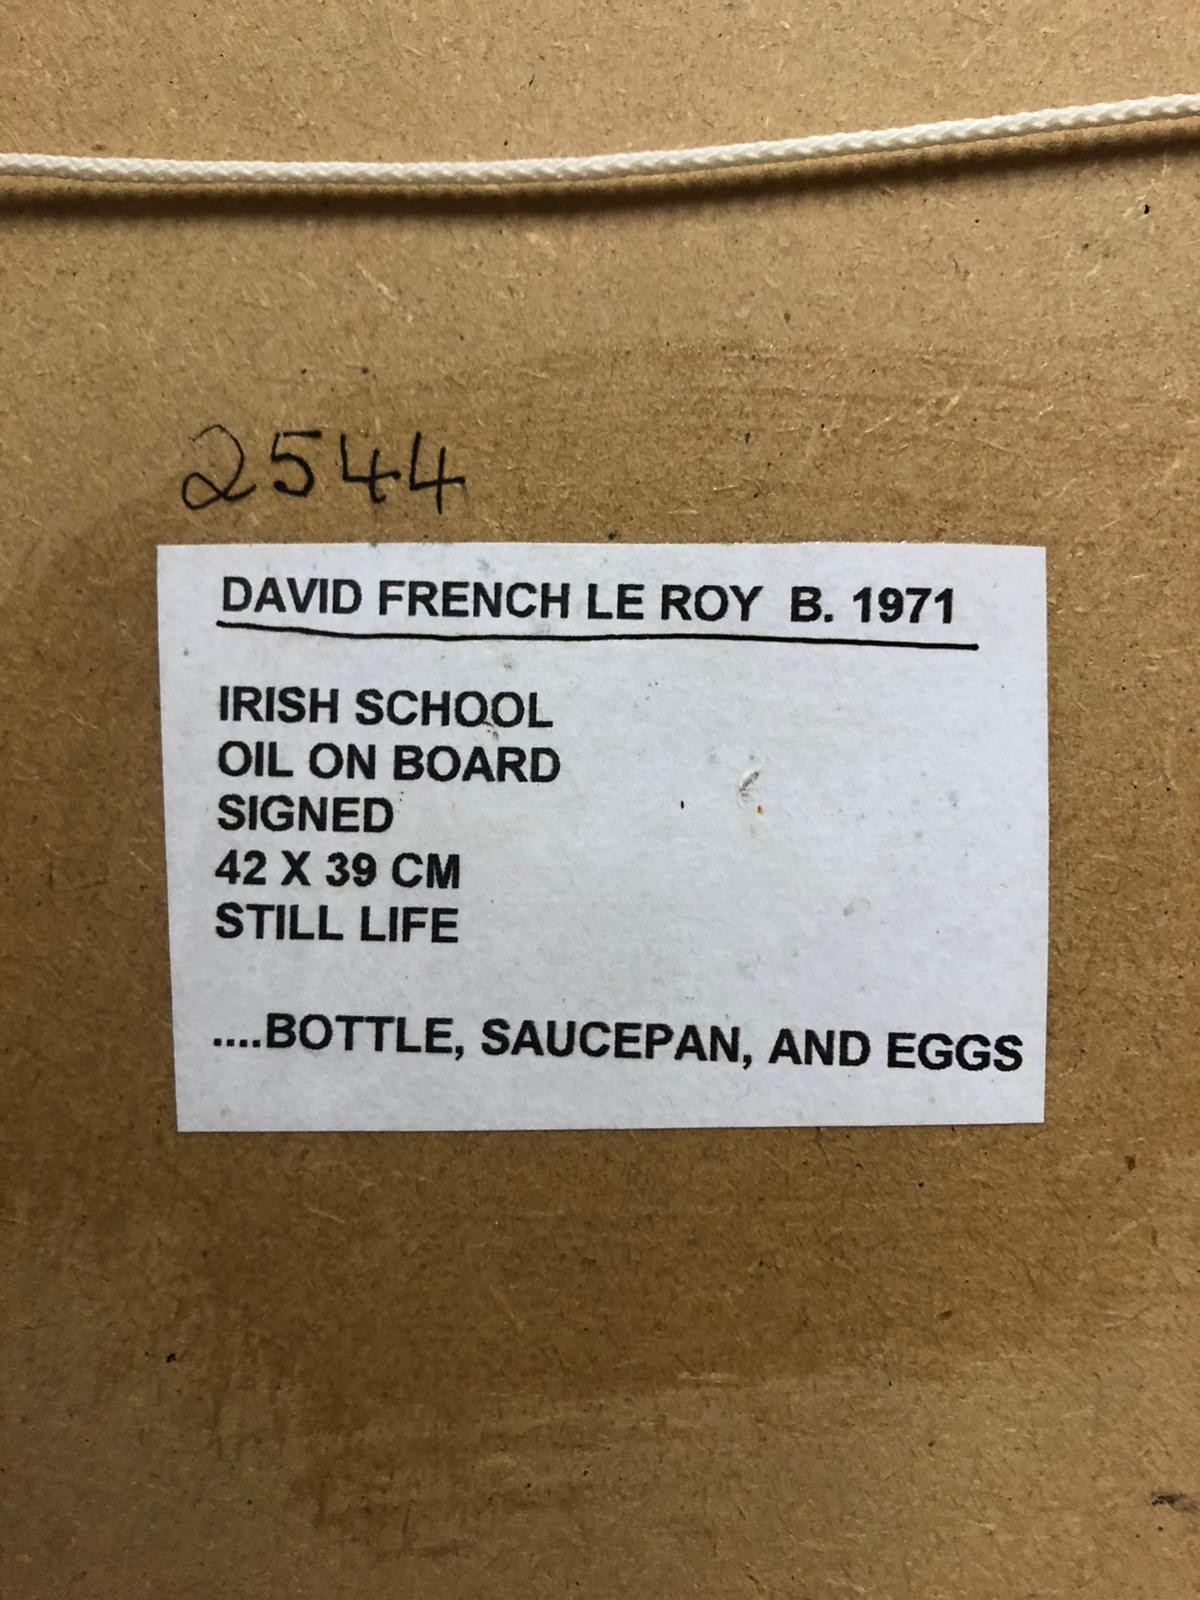 2544
DAVID FRENCH LE ROY B. 1971
IRISH SCHOOL
OIL ON BOARD
SIGNED
42 X 39 CM
STILL LIFE
....BOTTLE, SAUCEPAN, AND EGGS